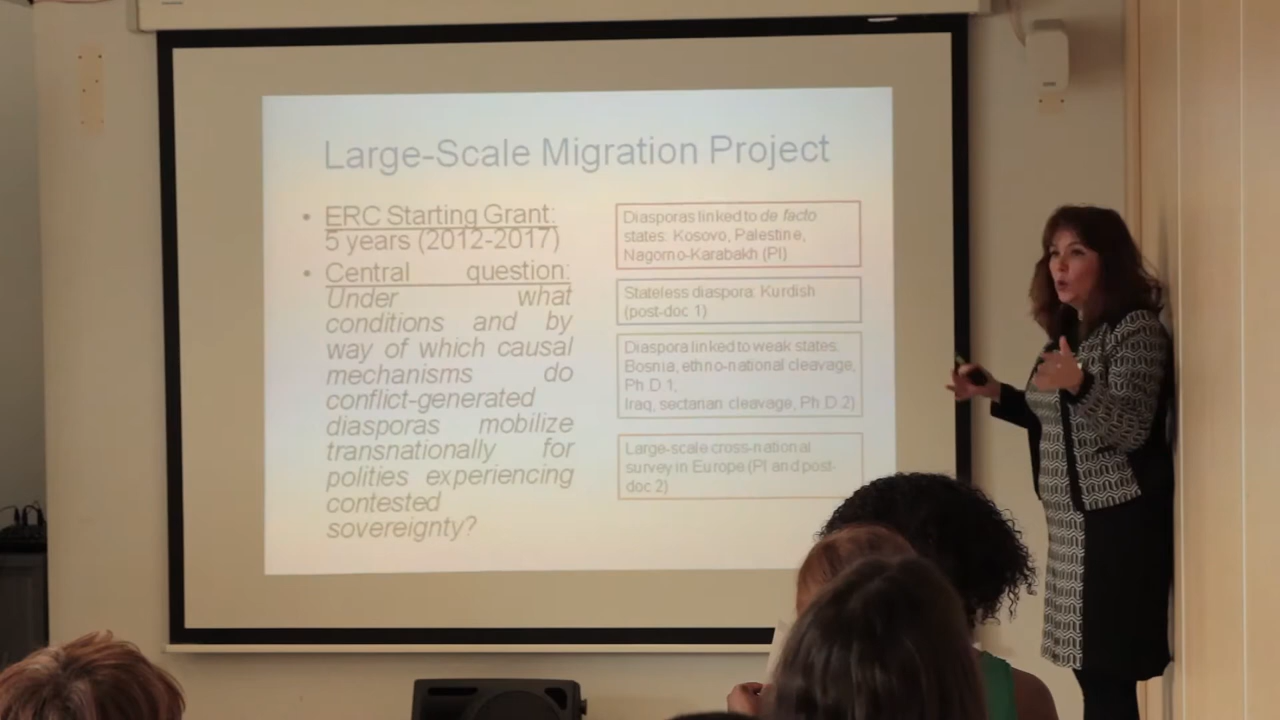 Large-Scale Migration Project
• ERC Starting Grant:
5 years (2012-2017)
• Central question:
Under what
conditions and by
way of which causal
mechanisms do
conflict-generated
diasporas mobilize
transnationally for
polities experiencing
contested
sovereignty?
Diasporas linked to de facto
states: Kosovo, Palestine,
Nagorno-Karabakh (PI)
Stateless diaspora: Kurdish
(post-doc 1)
Diaspora linked to weak states:
Bosnia, ethno-national cleavage,
Ph.D.1,
Iraq, sectarian cleavage, Ph.D.2)
Large-scale cross-national
survey in Europe (PI and post-
doc 2)